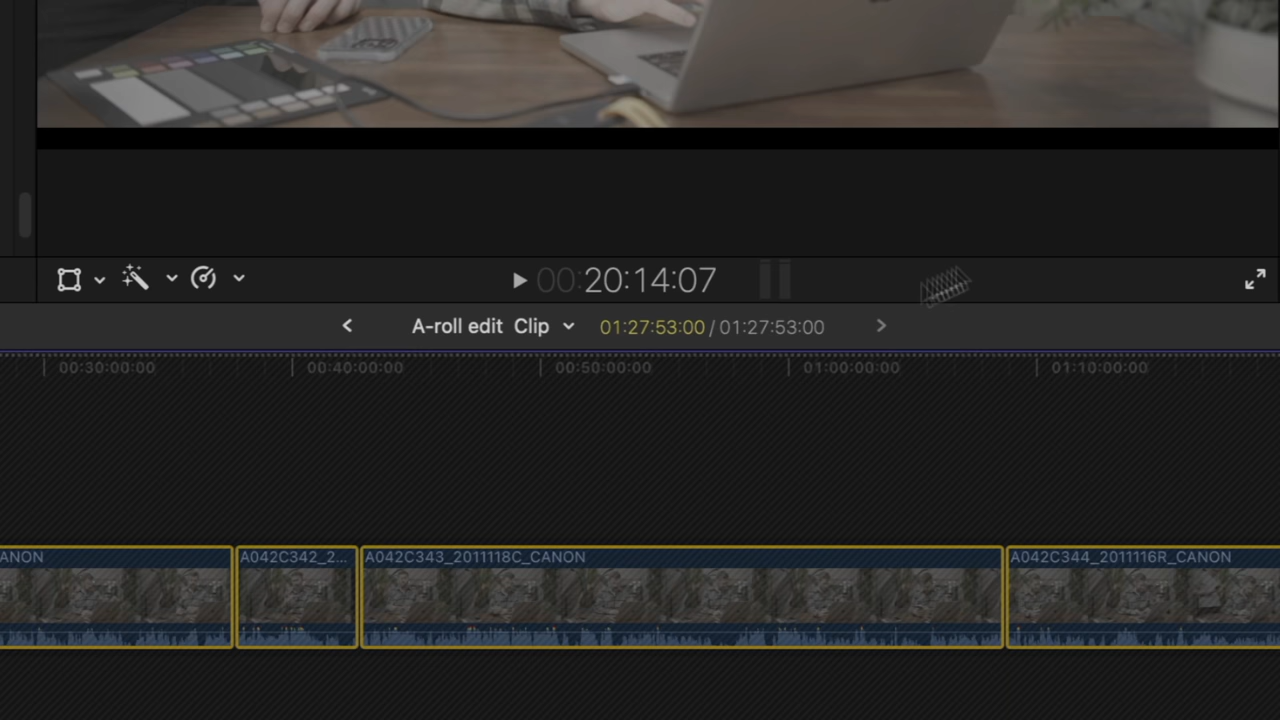 00:20:14:07
A-roll edit Clip 01:27:53:00 / 01:27:53:00
00:30:00:00 00:40:00:00 00:50:00:00 01:00:00:00 01:10:00:00
ANON A042C342_2... A042C343_2011118C_CANON A042C344_2011116R_CANON